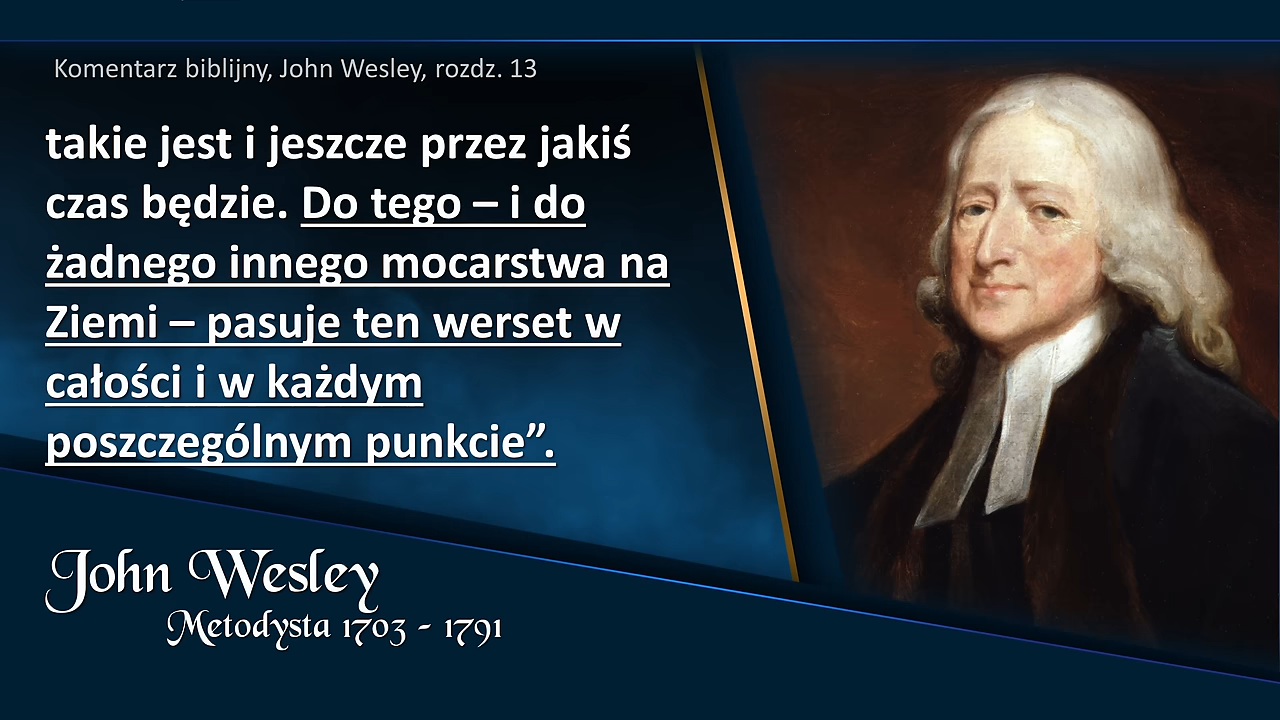 Komentarz biblijny, John Wesley, rozdz. 13
takie jest i jeszcze przez jakiś
czas będzie. Do tego – i do
żadnego innego mocarstwa na
Ziemi – pasuje ten werset w
całości i w każdym
poszczególnym punkcie”.
John Wesley
Metodysta 1703 - 1791